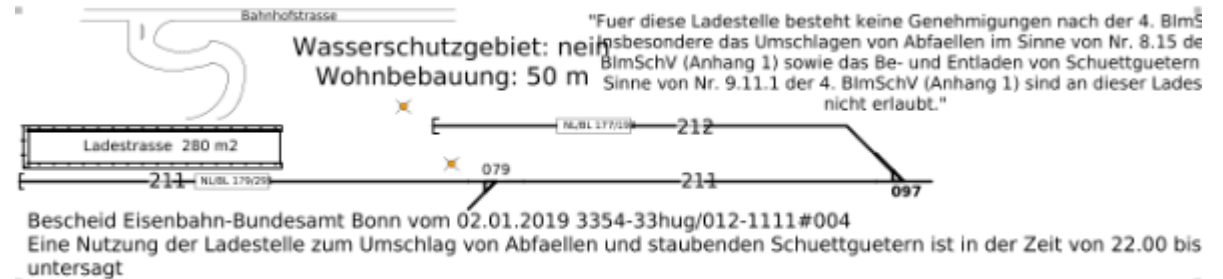 Bahnhofstrasse
"Fuer diese Ladestelle besteht keine Genehmigungen nach der 4. BImS
Wasserschutzgebiet: nein
Insbesondere das Umschlagen von Abfaellen im Sinne von Nr. 8.15 de
Wohnbebauung: 50 m
BImSchV (Anhang 1) sowie das Be- und Entladen von Schuettguetern
Sinne von Nr. 9.11.1 der 4. BImSchV (Anhang 1) sind an dieser Lades
nicht erlaubt."
NL/BL 177/19
212
Ladestrasse 280 m2
079
211
NL/BL 179/29
211
097
Bescheid Eisenbahn-Bundesamt Bonn vom 02.01.2019 3354-33hug/012-1111#004
Eine Nutzung der Ladestelle zum Umschlag von Abfaellen und staubenden Schuettguetern ist in der Zeit von 22.00 bis
untersagt